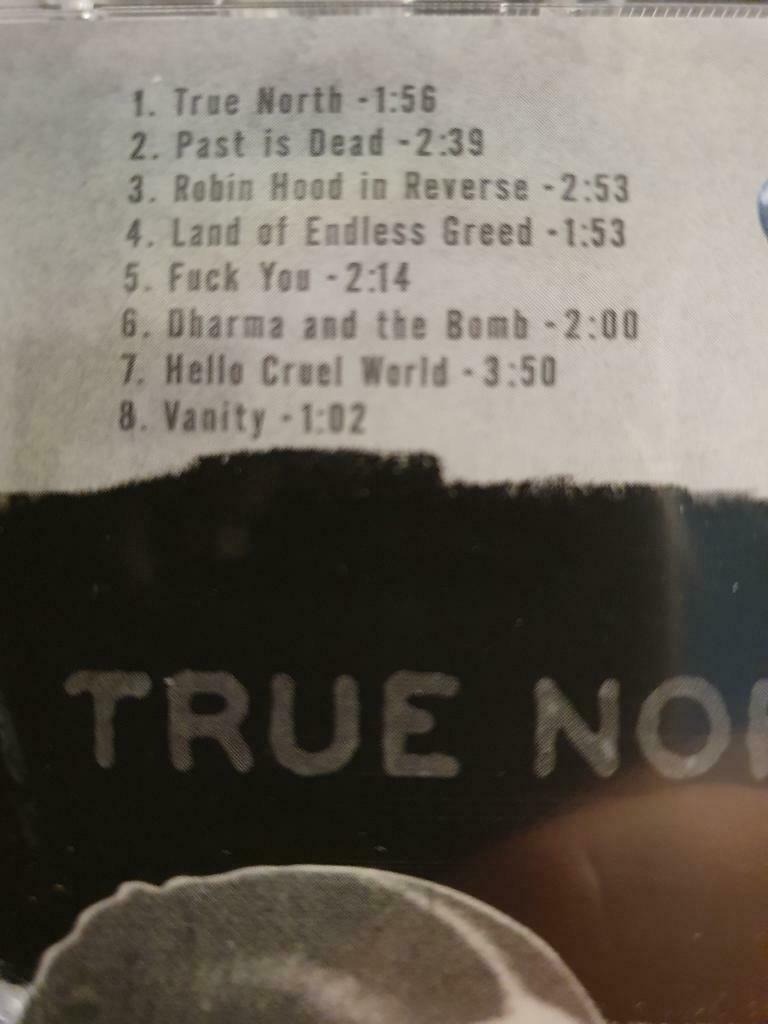 1. True North -1:56
2. Past is Dead -2:39
3. Robin Hood in Reverse -2:53
4. Land of Endless Greed -1:53
5. Fuck You -2:14
6. Dharma and the Bomb -2:00
7. Hello Cruel World -3:50
8. Vanity -1:02
TRUE NOR